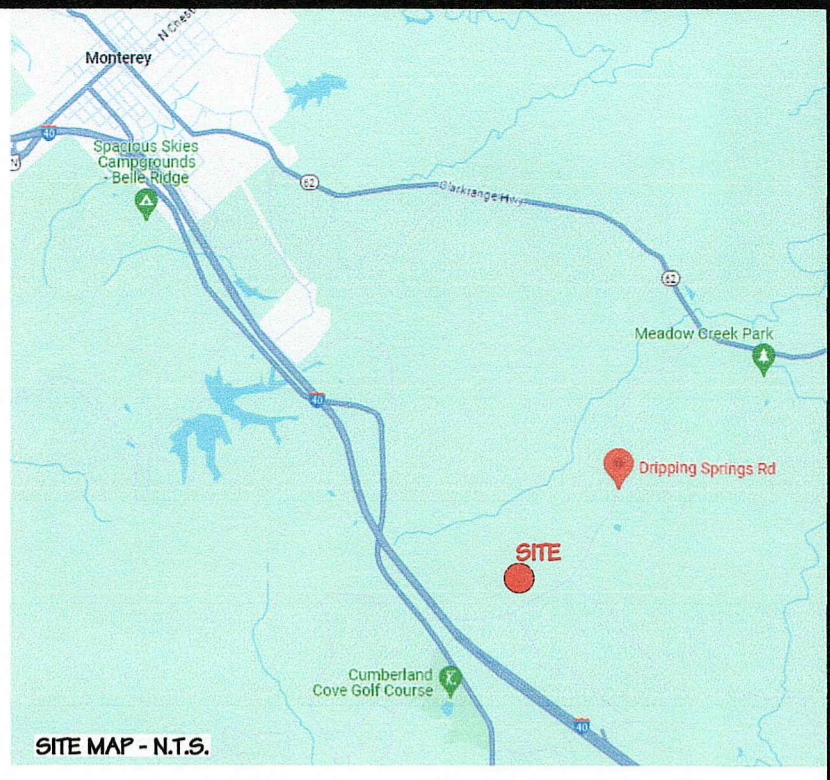 N Chest
Monterey
40
N
Spacious Skies
Campgrounds
- Belle Ridge
62
Clarkrange Hwy
62
Meadow Creek Park
40
Dripping Springs Rd
SITE
Cumberland
Cove Golf Course
40
SITE MAP - N.T.S.